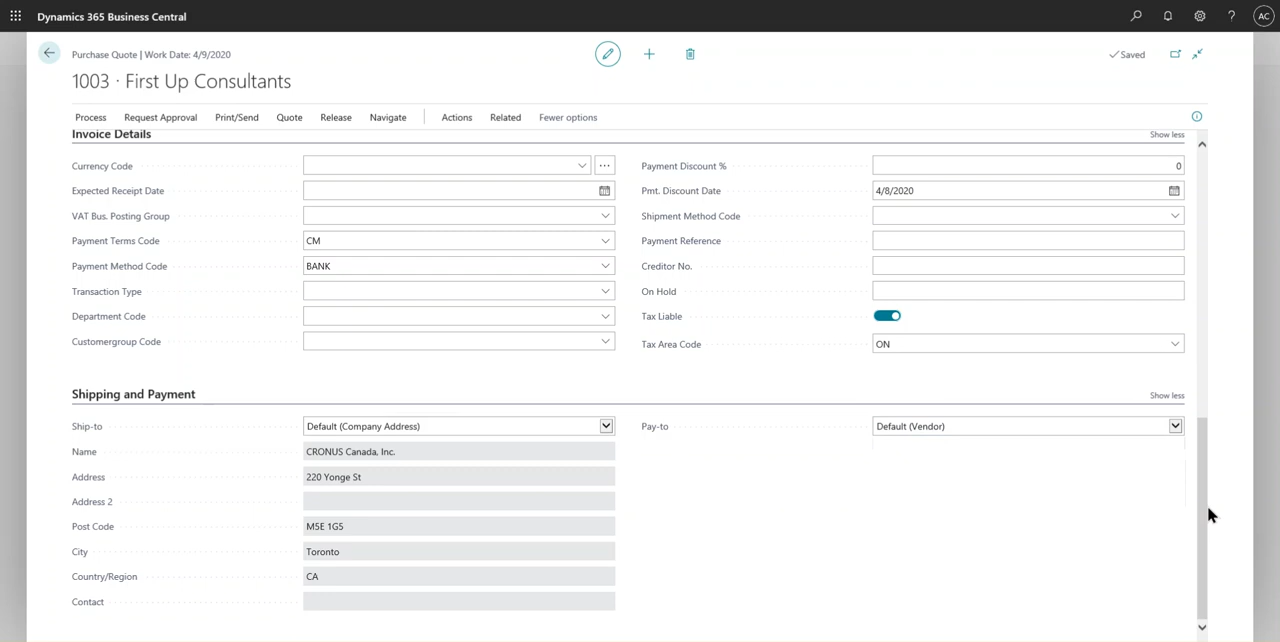 Dynamics 365 Business Central
?
AC
Purchase Quote | Work Date: 4/9/2020
Saved
1003 · First Up Consultants
Process
Request Approval
Print/Send
Quote
Release
Navigate
Actions
Related
Fewer options
Invoice Details
Show less
Currency Code
Payment Discount %
0
Expected Receipt Date
Pmt. Discount Date
4/8/2020
VAT Bus. Posting Group
Shipment Method Code
Payment Terms Code
CM
Payment Reference
Payment Method Code
BANK
Creditor No.
Transaction Type
On Hold
Department Code
Tax Liable
Customergroup Code
Tax Area Code
ON
Shipping and Payment
Show less
Ship-to
Default (Company Address)
Pay-to
Default (Vendor)
Name
CRONUS Canada, Inc.
Address
220 Yonge St
Address 2
Post Code
M5E 1G5
City
Toronto
Country/Region
CA
Contact